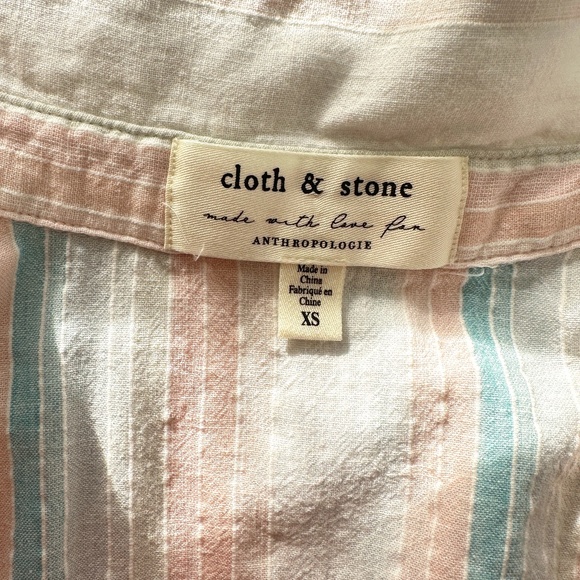 cloth & stone
made with love for
ANTHROPOLOGIE
Made in
China
Fabriqué en
Chine
XS